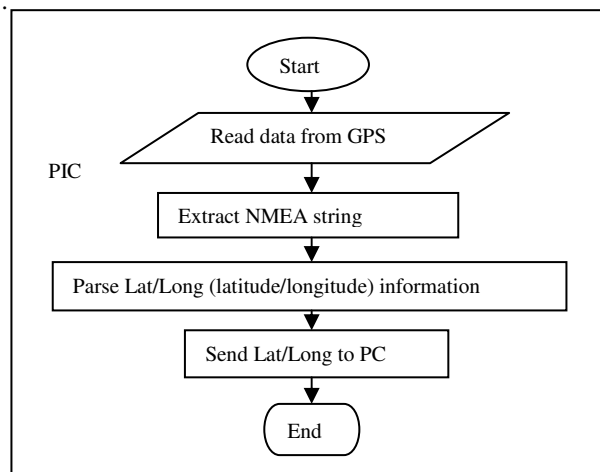 .
Start
Read data from GPS
PIC
Extract NMEA string
Parse Lat/Long (latitude/longitude) information
Send Lat/Long to PC
End